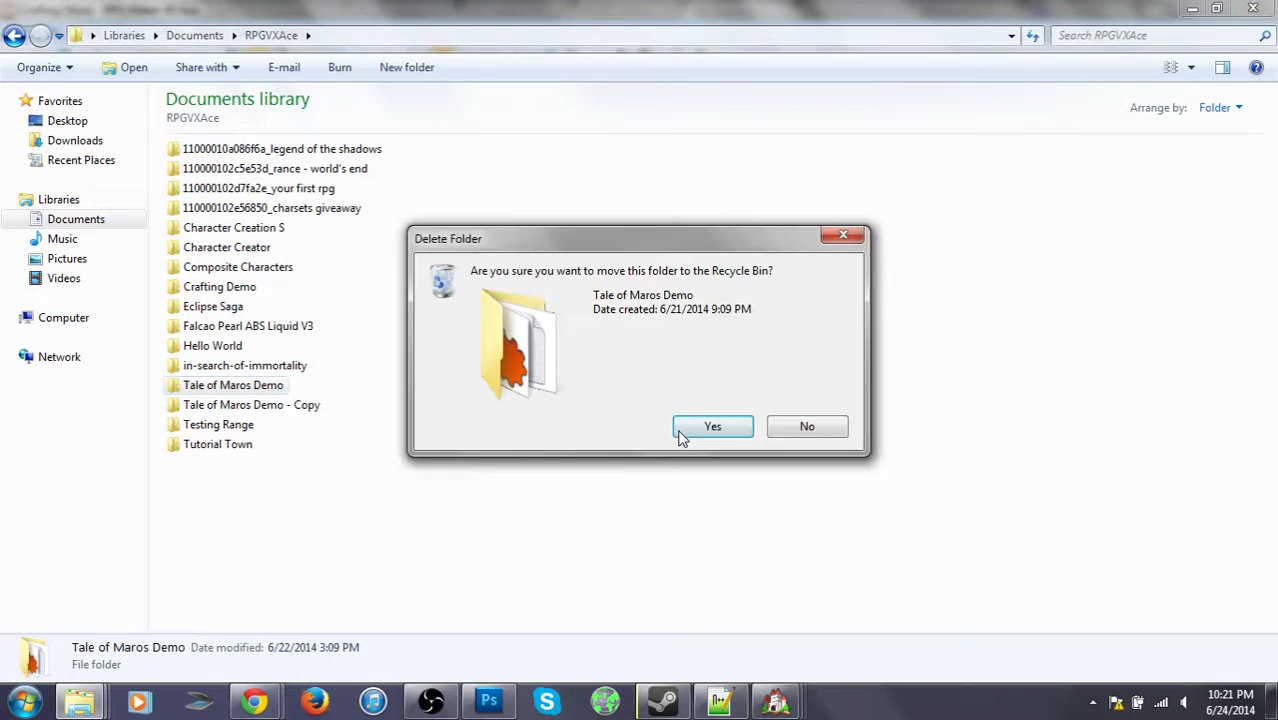 Libraries Documents RPGVXAce
Search RPGVXAce
Organize Open Share with E-mail Burn New folder
Favorites
Desktop
Downloads
Recent Places
Libraries
Documents
Music
Pictures
Videos
Computer
Network
Documents library
RPGVXAce
Arrange by: Folder
11000010a086f6a_legend of the shadows
110000102c5e53d_rance - world's end
110000102d7fa2e_your first rpg
110000102e56850_charsets giveaway
Character Creation S
Character Creator
Composite Characters
Crafting Demo
Eclipse Saga
Falcao Pearl ABS Liquid V3
Hello World
in-search-of-immortality
Tale of Maros Demo
Tale of Maros Demo - Copy
Testing Range
Tutorial Town
Delete Folder
Are you sure you want to move this folder to the Recycle Bin?
Tale of Maros Demo
Date created: 6/21/2014 9:09 PM
Yes No
Tale of Maros Demo Date modified: 6/22/2014 3:09 PM
File folder
Ps
10:21 PM
6/24/2014